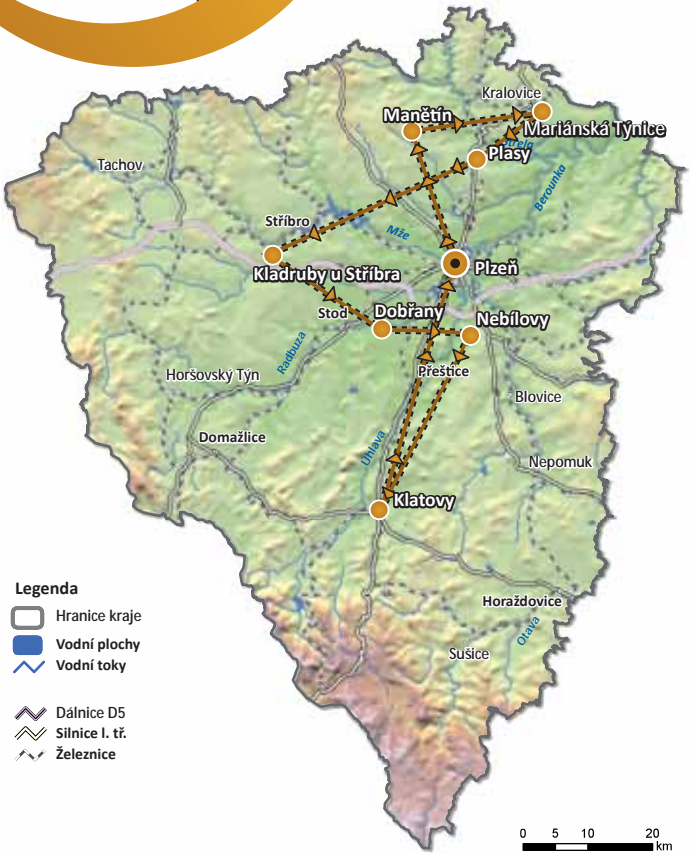 Kralovice
Manětín
Mariánská Týnice
Střela
Plasy
Tachov
Berounka
Stříbro
Mže
Plzeň
Kladruby u Stříbra
Stod
Dobřany
Nebílovy
Radbuza
Přeštice
Horšovský Týn
Blovice
Domažlice
Úhlava
Nepomuk
Klatovy
Horažďovice
Otava
Sušice
Legenda
Hranice kraje
Vodní plochy
Vodní toky
Dálnice D5
Silnice I. tř.
Železnice
0 5 10 20
km